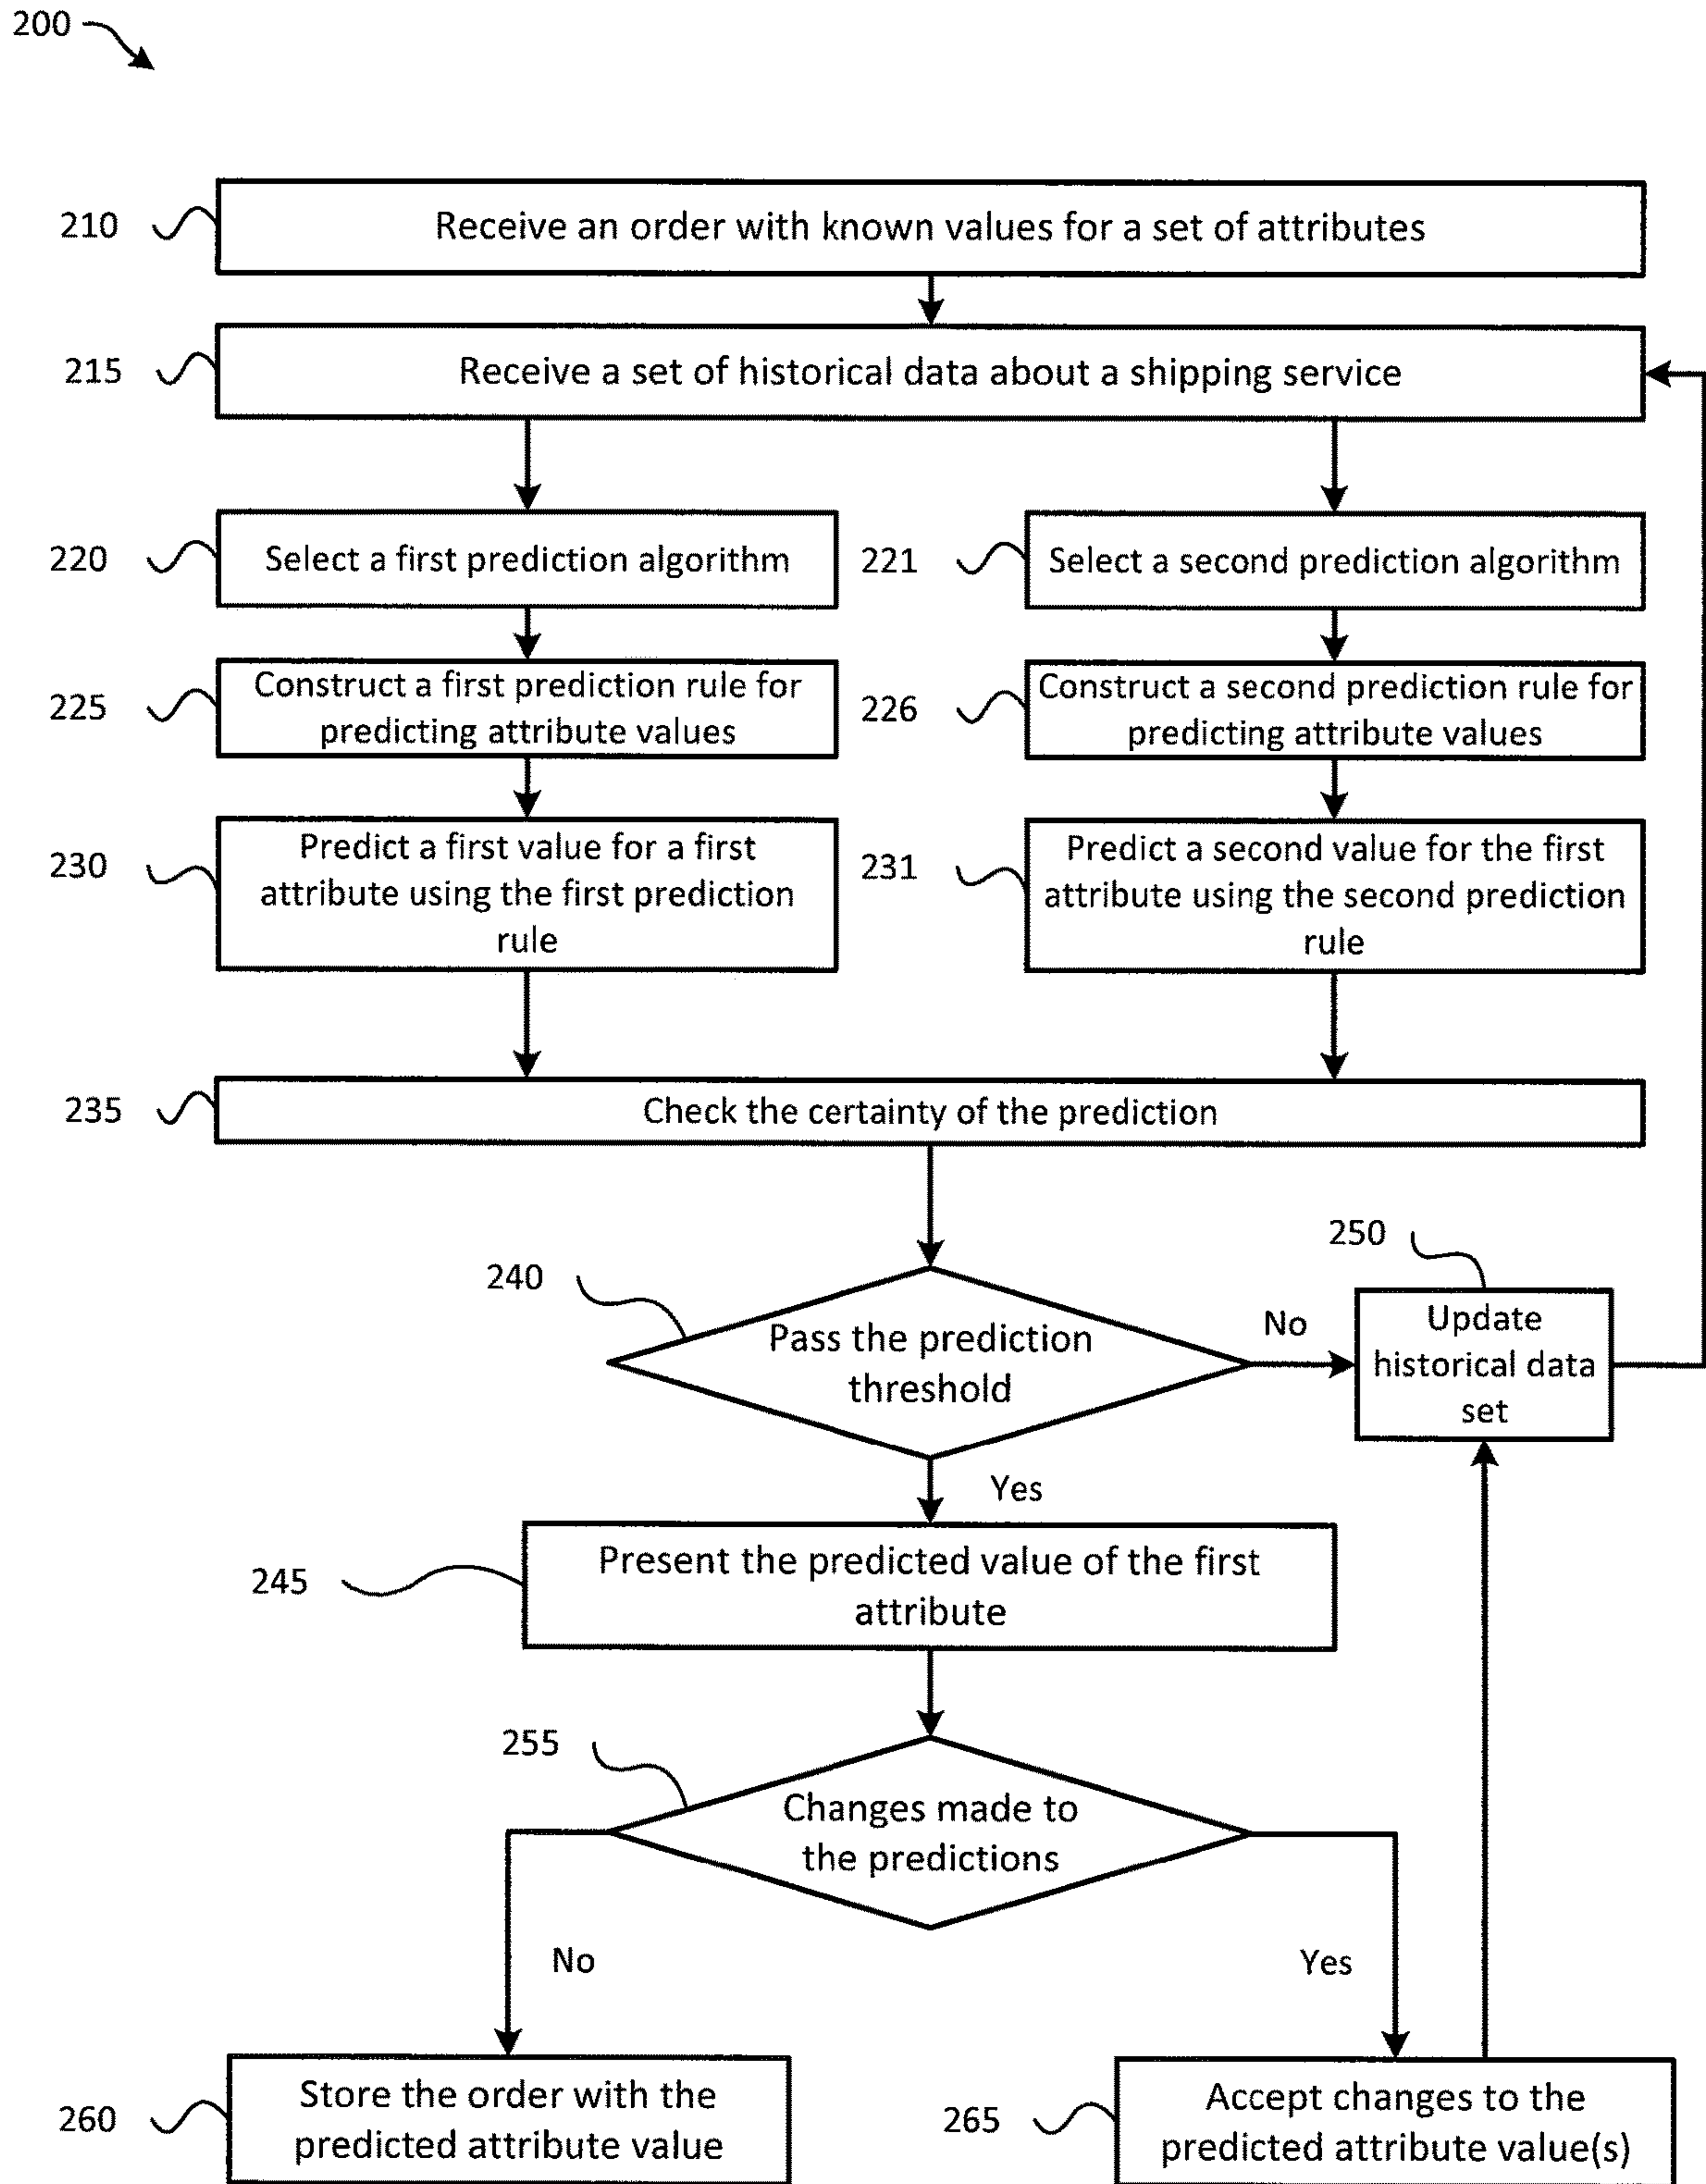 200
210
Receive an order with known values for a set of attributes
215
Receive a set of historical data about a shipping service
220
Select a first prediction algorithm
221
Select a second prediction algorithm
225
Construct a first prediction rule for
predicting attribute values
226
Construct a second prediction rule for
predicting attribute values
230
Predict a first value for a first
attribute using the first prediction
rule
231
Predict a second value for the first
attribute using the second prediction
rule
235
Check the certainty of the prediction
240
Pass the prediction
threshold
No
250
Update
historical data
set
Yes
245
Present the predicted value of the first
attribute
255
Changes made to
the predictions
No
Yes
260
Store the order with the
predicted attribute value
265
Accept changes to the
predicted attribute value(s)